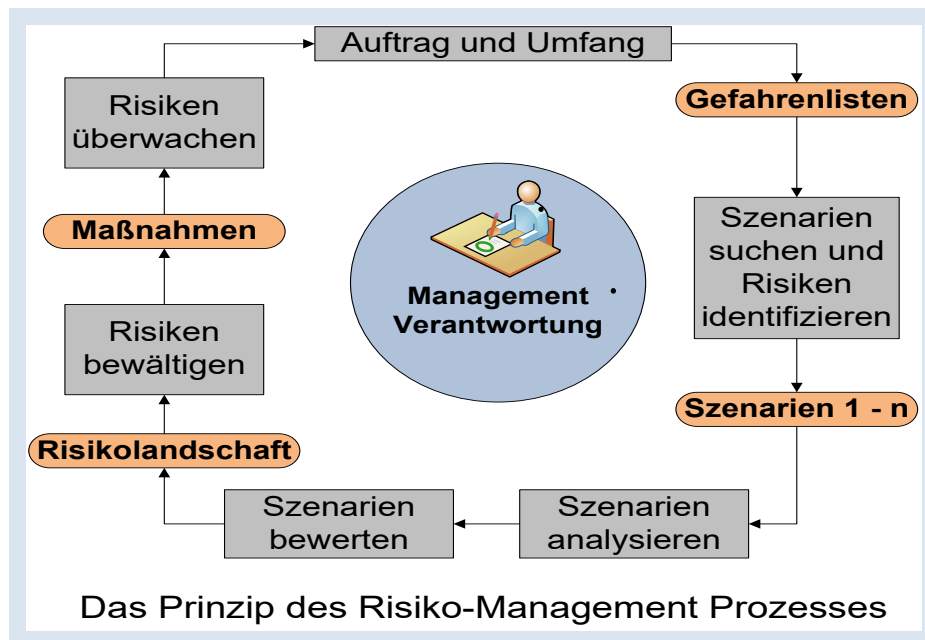 Auftrag und Umfang
Gefahrenlisten
Szenarien
suchen und
Risiken
identifizieren
Szenarien 1 - n
Szenarien
analysieren
Szenarien
bewerten
Risikolandschaft
Risiken
bewältigen
Maßnahmen
Risiken
überwachen
Management
Verantwortung
Das Prinzip des Risiko-Management Prozesses